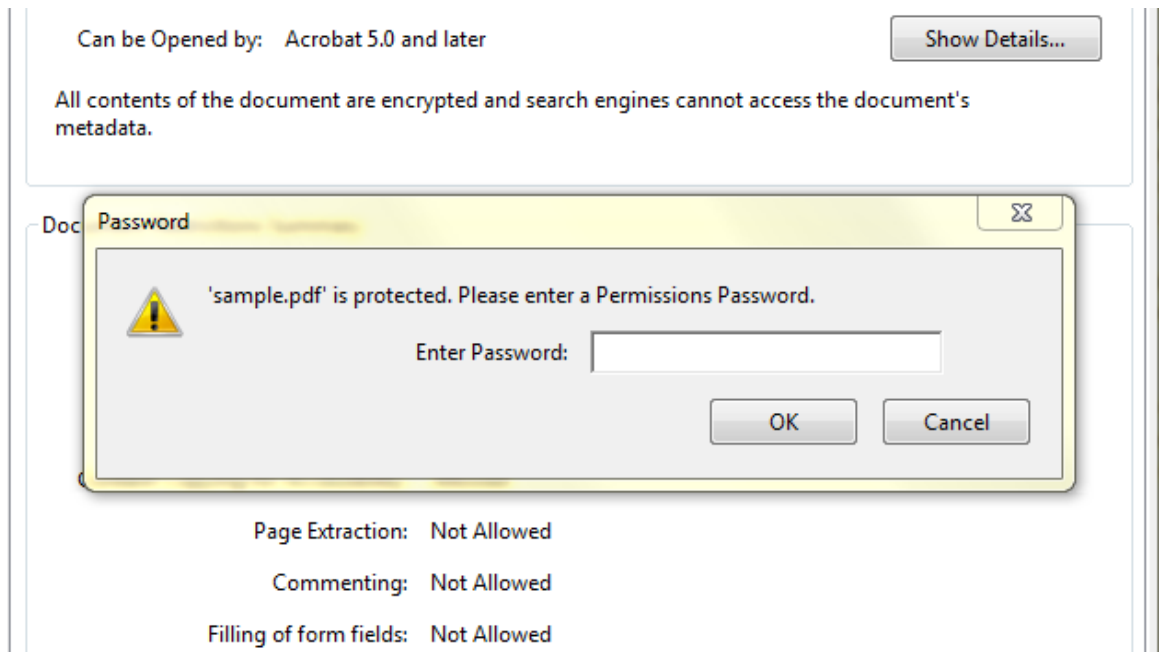 Can be Opened by: Acrobat 5.0 and later
Show Details...
All contents of the document are encrypted and search engines cannot access the document's
metadata.
Doc
Password
'sample.pdf' is protected. Please enter a Permissions Password.
Enter Password:
OK
Cancel
Page Extraction: Not Allowed
Commenting: Not Allowed
Filling of form fields: Not Allowed